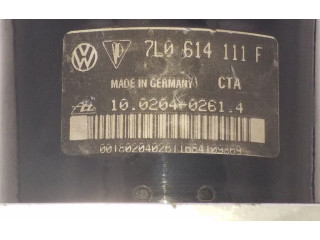 7L0 614 111 F
MADE IN GERMANY CTA
10.0204-0261.4